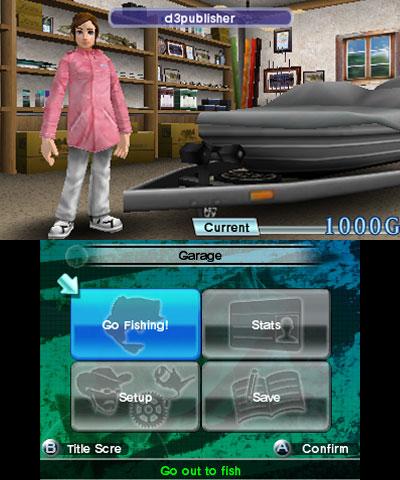 d3publisher
Current 1000G
Garage
Go Fishing!
Stats
Setup
Save
B Title Scre
A Confirm
Go out to fish